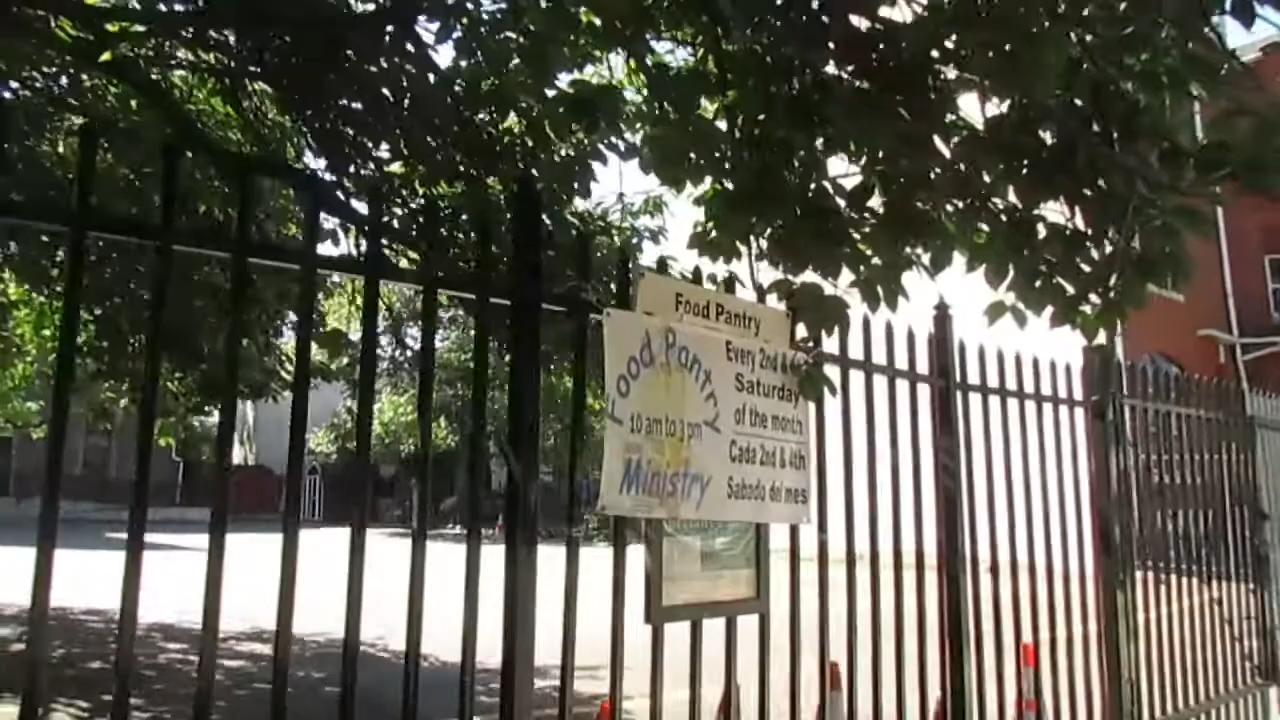 Food Pantry
Food Pantry
10 am to 3 pm
Ministry
Every 2nd &
Saturday
of the month
Cada 2nd & 4th
Sabado del mes